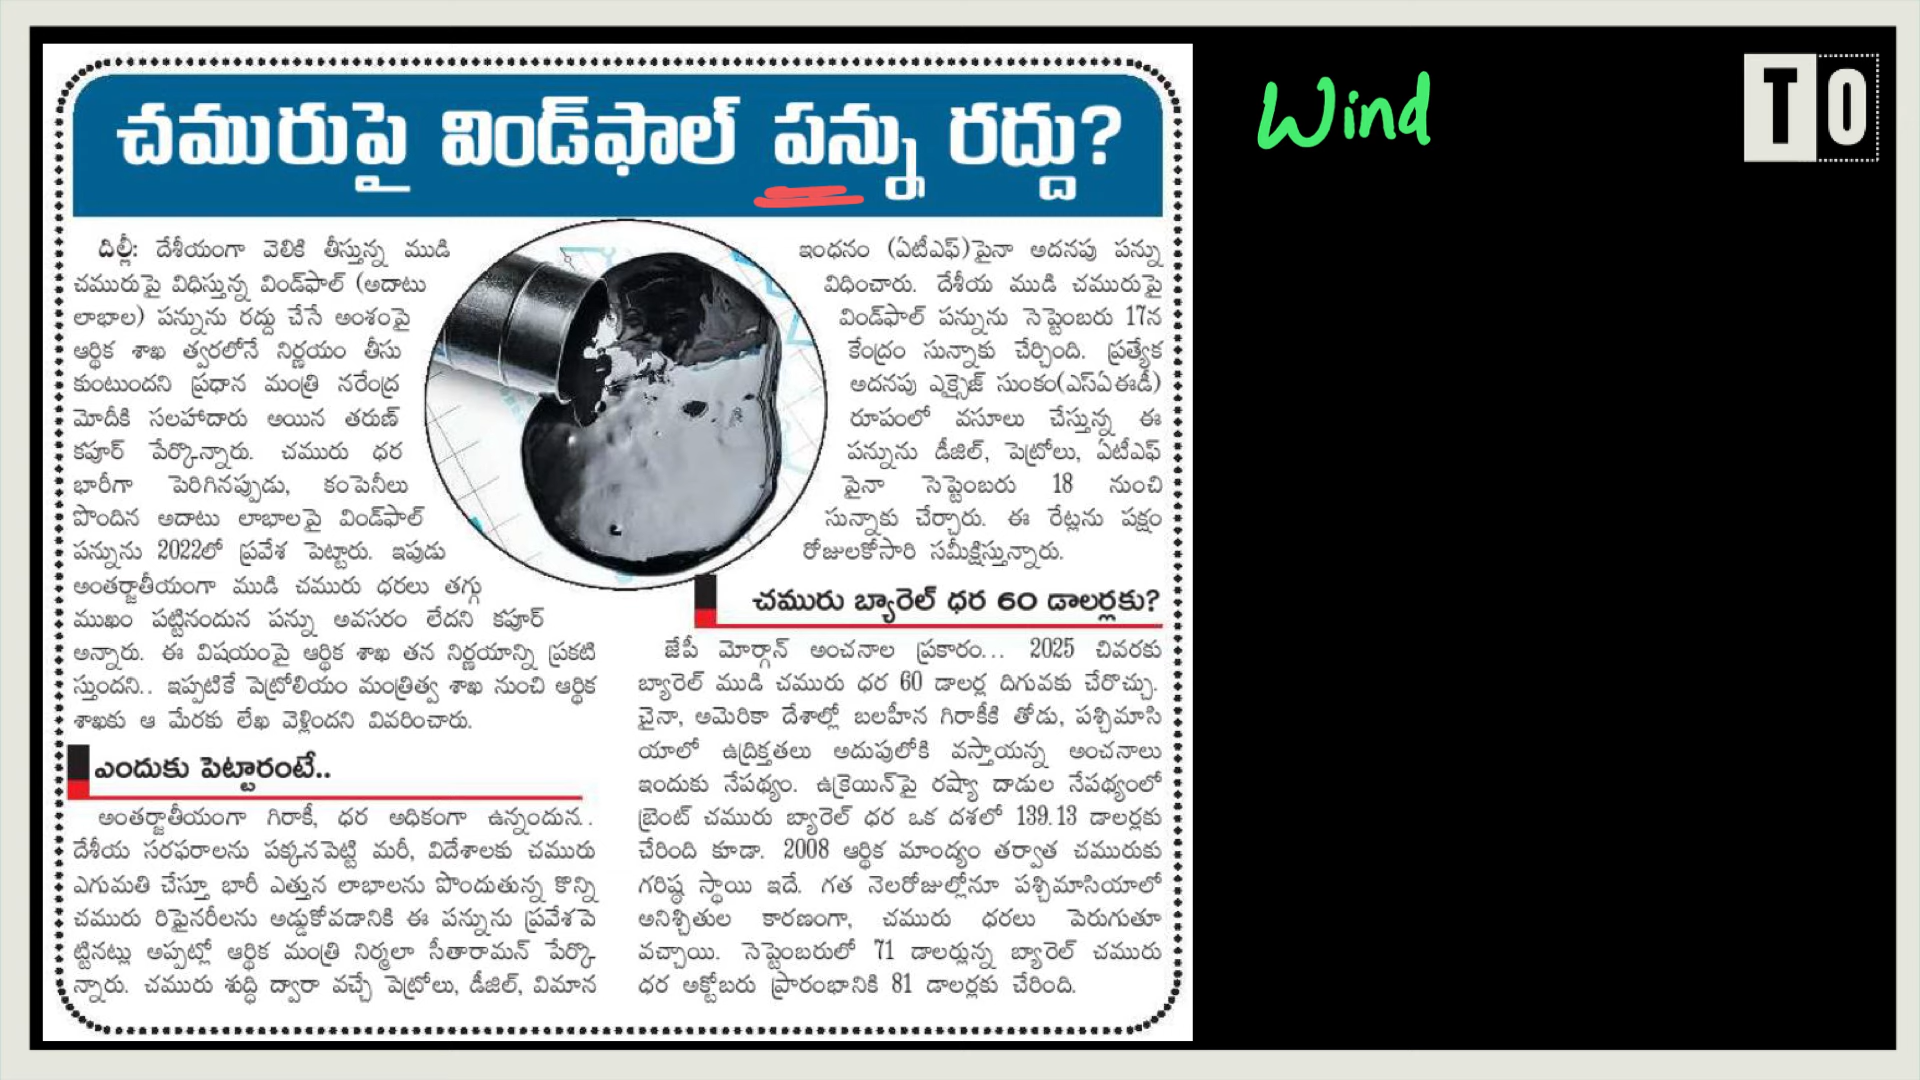 చమురుపై విండ్‌ఫాల్ పన్ను రద్దు?
దిల్లీ: దేశీయంగా వెలికి తీస్తున్న ముడి
చమురుపై విధిస్తున్న విండ్‌ఫాల్ (అదాటు
లాభాల) పన్నును రద్దు చేసే అంశంపై
ఆర్థిక శాఖ త్వరలోనే నిర్ణయం తీసు
కుంటుందని ప్రధాన మంత్రి నరేంద్ర
మోదీకి సలహాదారు అయిన తరుణ్
కపూర్ పేర్కొన్నారు. చమురు ధర
భారీగా పెరిగినప్పుడు, కంపెనీలు
పొందిన అదాటు లాభాలపై విండ్‌ఫాల్
పన్నును 2022లో ప్రవేశ పెట్టారు. ఇపుడు
అంతర్జాతీయంగా ముడి చమురు ధరలు తగ్గు
ముఖం పట్టినందున పన్ను అవసరం లేదని కపూర్
అన్నారు. ఈ విషయంపై ఆర్థిక శాఖ తన నిర్ణయాన్ని ప్రకటి
స్తుందని.. ఇప్పటికే పెట్రోలియం మంత్రిత్వ శాఖ నుంచి ఆర్థిక
శాఖకు ఆ మేరకు లేఖ వెళ్లిందని వివరించారు.
ఎందుకు పెట్టారంటే..
అంతర్జాతీయంగా గిరాకీ, ధర అధికంగా ఉన్నందున..
దేశీయ సరఫరాలను పక్కనపెట్టి మరీ, విదేశాలకు చమురు
ఎగుమతి చేస్తూ భారీ ఎత్తున లాభాలను పొందుతున్న కొన్ని
చమురు రిఫైనరీలను అడ్డుకోవడానికి ఈ పన్నును ప్రవేశపె
ట్టినట్లు అప్పట్లో ఆర్థిక మంత్రి నిర్మలా సీతారామన్ పేర్కొ
న్నారు. చమురు శుద్ధి ద్వారా వచ్చే పెట్రోలు, డీజిల్, విమాన
ఇంధనం (ఏటీఎఫ్)పైనా అదనపు పన్ను
విధించారు. దేశీయ ముడి చమురుపై
విండ్‌ఫాల్ పన్నును సెప్టెంబరు 17న
కేంద్రం సున్నాకు చేర్చింది. ప్రత్యేక
అదనపు ఎక్సైజ్ సుంకం(ఎస్ఏఈడీ)
రూపంలో వసూలు చేస్తున్న ఈ
పన్నును డీజిల్, పెట్రోలు, ఏటీఎఫ్
పైనా సెప్టెంబరు 18 నుంచి
సున్నాకు చేర్చారు. ఈ రేట్లను పక్షం
రోజులకోసారి సమీక్షిస్తున్నారు.
చమురు బ్యారెల్ ధర 60 డాలర్లకు?
జేపీ మోర్గాన్ అంచనాల ప్రకారం... 2025 చివరకు
బ్యారెల్ ముడి చమురు ధర 60 డాలర్ల దిగువకు చేరొచ్చు.
చైనా, అమెరికా దేశాల్లో బలహీన గిరాకీకి తోడు, పశ్చిమాసి
యాలో ఉద్రిక్తతలు అదుపులోకి వస్తాయన్న అంచనాలు
ఇందుకు నేపథ్యం. ఉక్రెయిన్‌పై రష్యా దాడుల నేపథ్యంలో
బ్రెంట్ చమురు బ్యారెల్ ధర ఒక దశలో 139.13 డాలర్లకు
చేరింది కూడా. 2008 ఆర్థిక మాంద్యం తర్వాత చమురుకు
గరిష్ఠ స్థాయి ఇదే. గత నెలరోజుల్లోనూ పశ్చిమాసియాలో
అనిశ్చితుల కారణంగా, చమురు ధరలు పెరుగుతూ
వచ్చాయి. సెప్టెంబరులో 71 డాలర్లున్న బ్యారెల్ చమురు
ధర అక్టోబరు ప్రారంభానికి 81 డాలర్లకు చేరింది.
Wind
TO